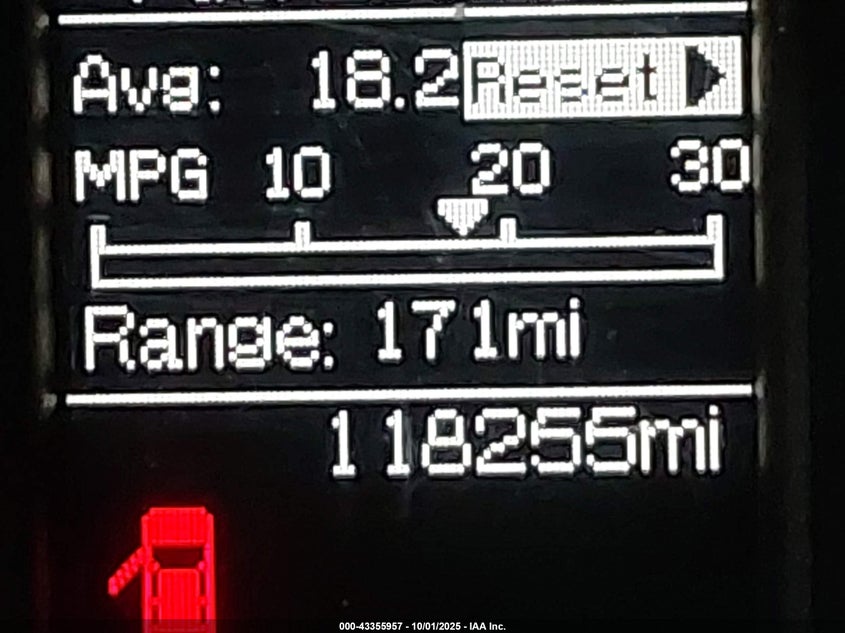 Avg: 18.2 Reset
MPG 10 20 30
Range: 171mi
118255mi
000-43355957 - 10/01/2025 - IAA Inc.